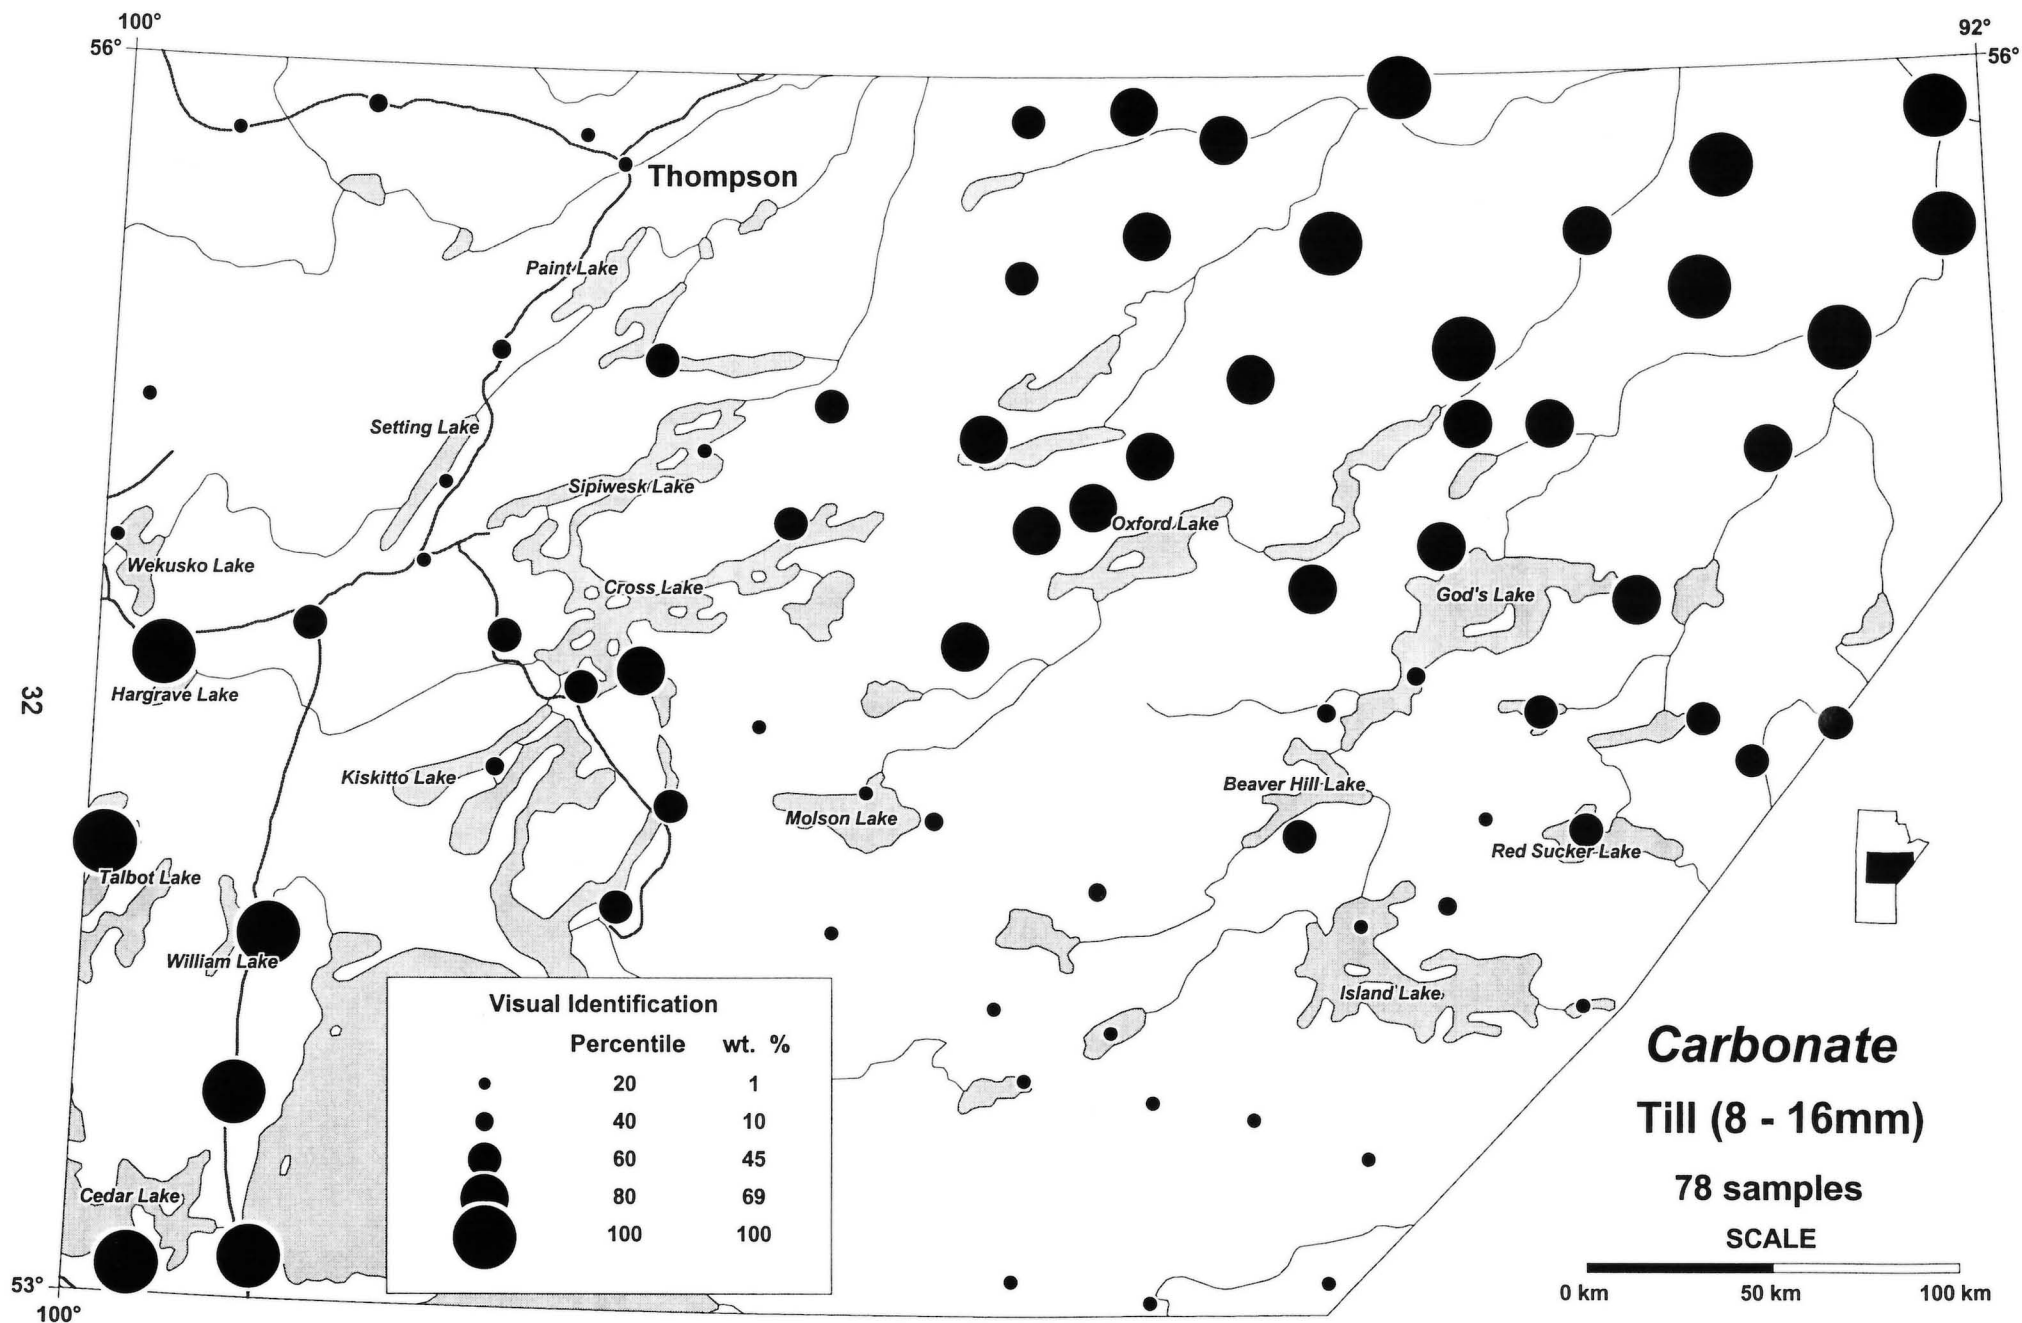 100°
92°
56°
56°
Thompson
Paint Lake
Setting Lake
Sipiwesk Lake
Oxford Lake
Wekusko Lake
Cross Lake
God's Lake
Hargrave Lake
32
Kiskitto Lake
Beaver Hill Lake
Molson Lake
Red Sucker Lake
Talbot Lake
William Lake
Island Lake
Visual Identification
Percentile wt. %
20 1
40 10
60 45
80 69
100 100
Carbonate
Till (8 - 16mm)
78 samples
SCALE
0 km 50 km 100 km
Cedar Lake
53°
100°